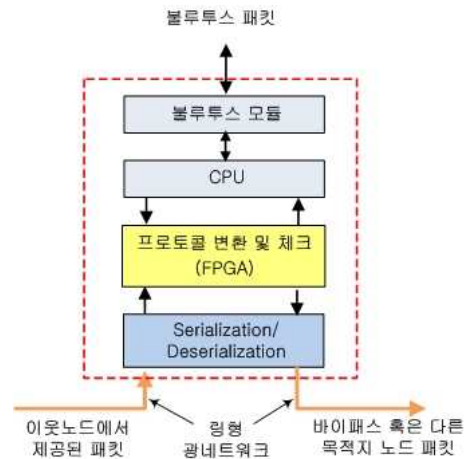 불루투스 패킷
불루투스 모듈
CPU
프로토콜 변환 및 체크
(FPGA)
Serialization/
Deserialization
이웃노드에서
제공된 패킷
링형
광네트워크
바이패스 혹은 다른
목적지 노드 패킷